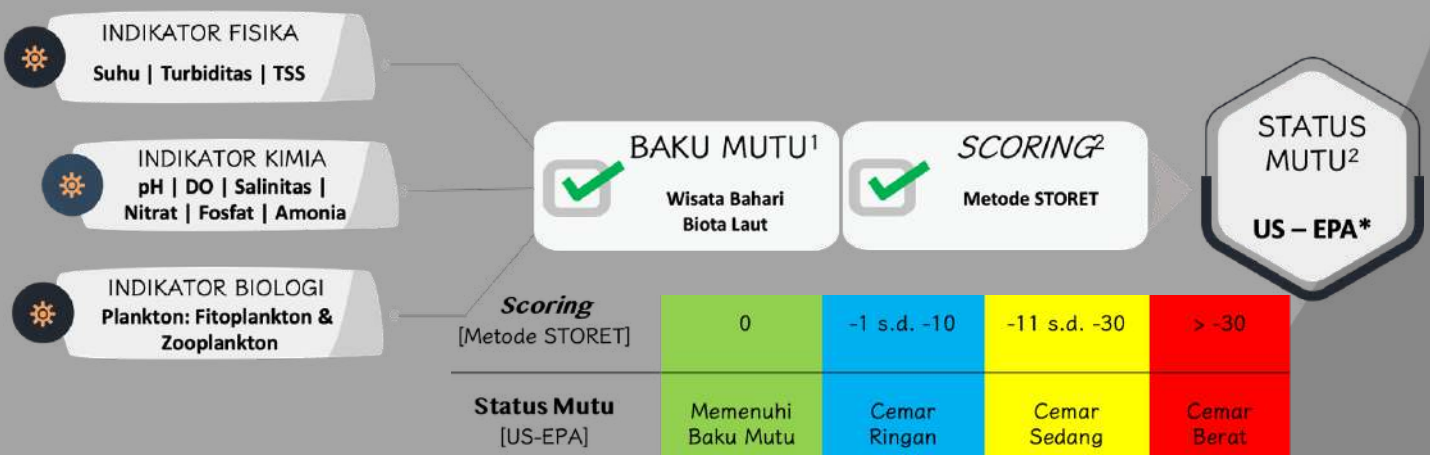 INDIKATOR FISIKA
Suhu | Turbiditas | TSS
INDIKATOR KIMIA
pH | DO | Salinitas |
Nitrat | Fosfat | Amonia
INDIKATOR BIOLOGI
Plankton: Fitoplankton &
Zooplankton
BAKU MUTU¹
Wisata Bahari
Biota Laut
SCORING²
Metode STORET
STATUS
MUTU²
US – EPA*
Scoring
[Metode STORET]
0
-1 s.d. -10
-11 s.d. -30
> -30
Status Mutu
[US-EPA]
Memenuhi
Baku Mutu
Cemar
Ringan
Cemar
Sedang
Cemar
Berat